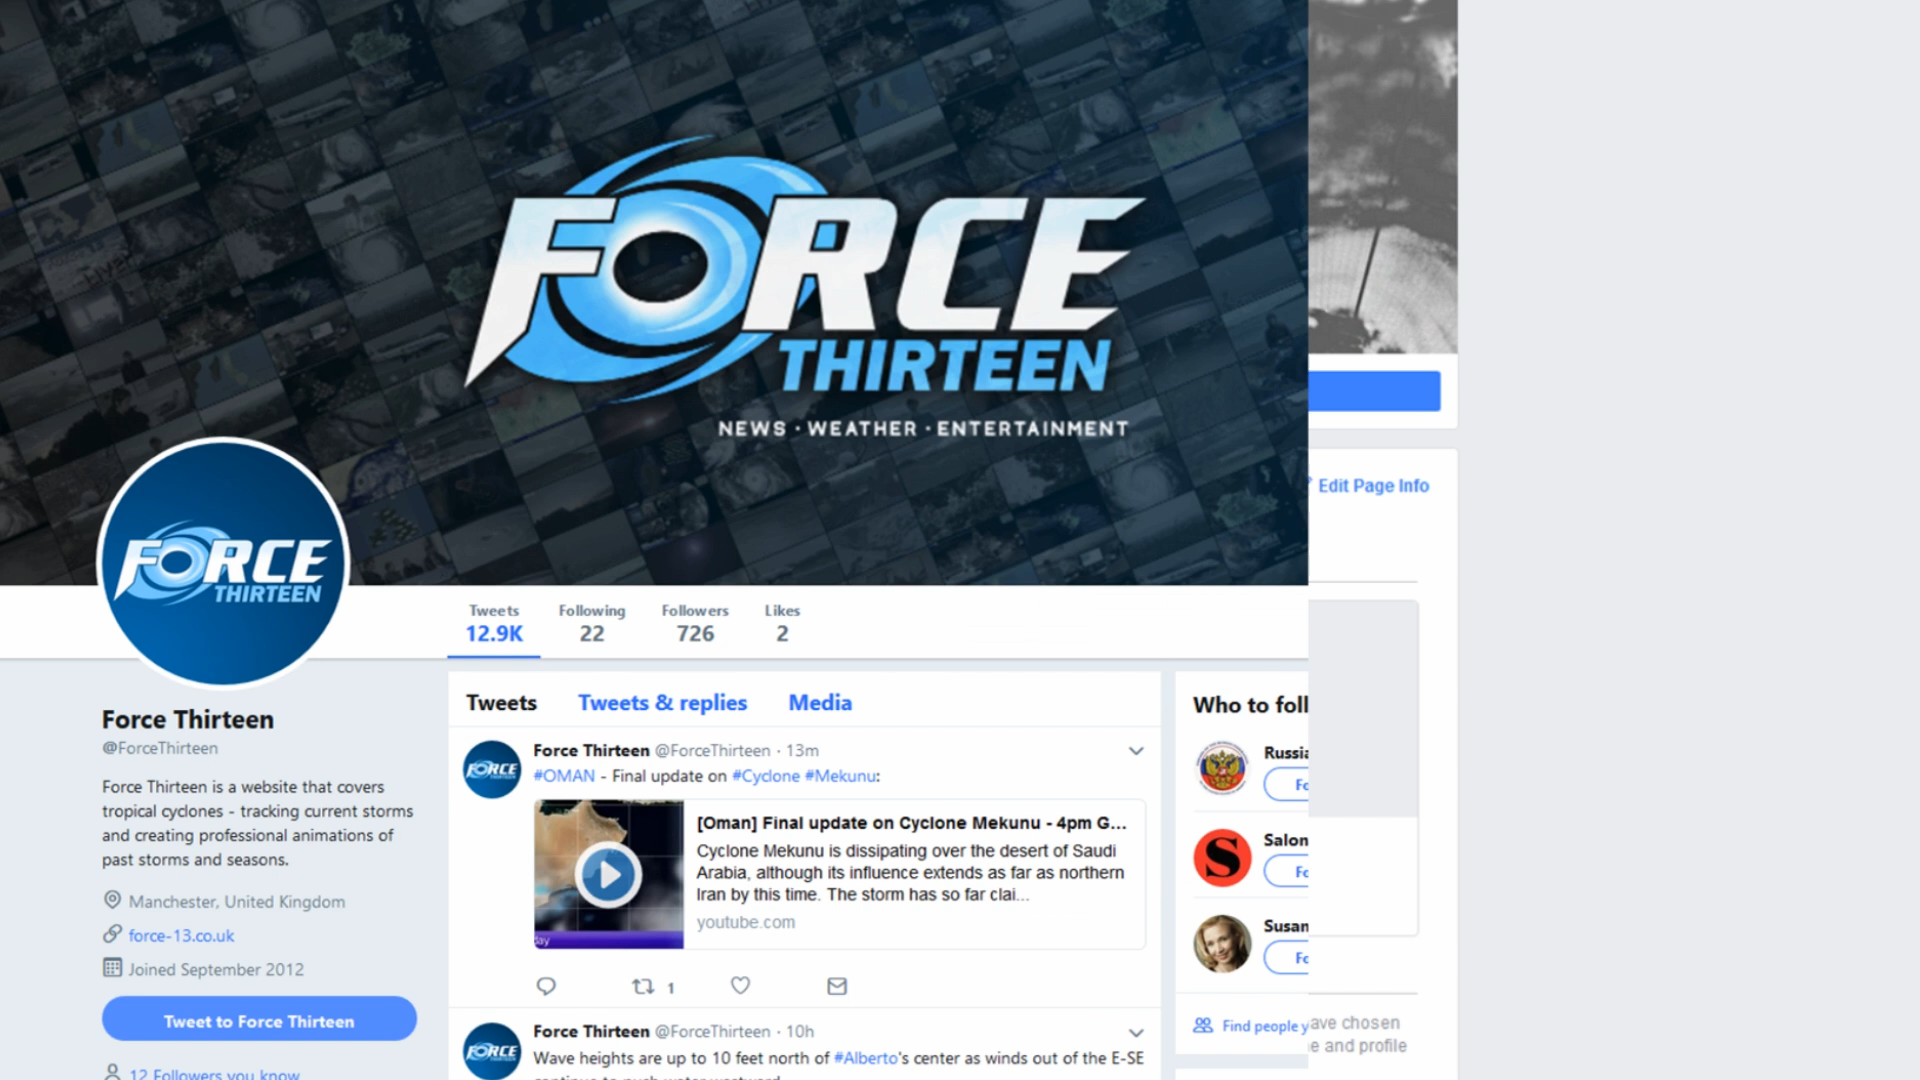 FORCE
THIRTEEN
NEWS · WEATHER · ENTERTAINMENT
FORCE
THIRTEEN
Edit Page Info
Tweets Following Followers Likes
12.9K 22 726 2
Force Thirteen
@ForceThirteen
Force Thirteen is a website that covers
tropical cyclones - tracking current storms
and creating professional animations of
past storms and seasons.
Manchester, United Kingdom
force-13.co.uk
Joined September 2012
Tweet to Force Thirteen
12 Followers you know
Tweets Tweets & replies Media
FORCE
Force Thirteen @ForceThirteen · 13m
#OMAN - Final update on #Cyclone #Mekunu:
[Oman] Final update on Cyclone Mekunu - 4pm G...
Cyclone Mekunu is dissipating over the desert of Saudi
Arabia, although its influence extends as far as northern
Iran by this time. The storm has so far clai...
youtube.com
day
1
FORCE
Force Thirteen @ForceThirteen · 10h
Wave heights are up to 10 feet north of #Alberto's center as winds out of the E-SE
Who to foll
Russia
Fo
Salon
S
Fo
Susan
Fo
Find people y
ave chosen
e and profile